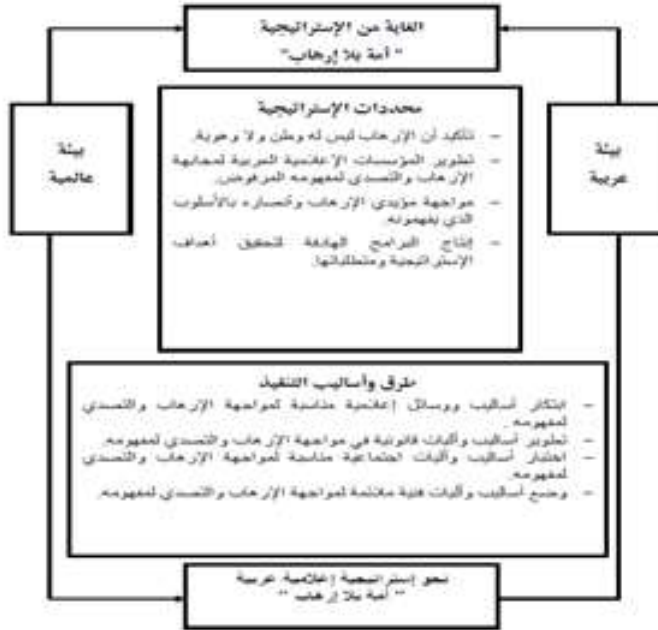 الغاية من الإستراتيجية
" أمة بلا إرهاب"
محددات الإستراتيجية
- تأكيد أن الإرهاب ليس له وطن ولا وهوية.
- تطوير المؤسسات الإعلامية العربية لمجابهة
الإرهاب والتصدي لمفهومه المرفوض.
- مواجهة مؤيدي الإرهاب وأنصاره بالأسلوب
الذي يفهمونه.
- إنتاج البرامج الهادفة لتحقيق أهداف
الإستراتيجية ومتطلباتها.
بيئة
عربية
بيئة
عالمية
طرق وأساليب التنفيذ
- ابتكار أساليب ووسائل إعلامية مناسبة لمواجهة الإرهاب والتصدي
لمفهومه.
- تطوير أساليب وآليات قانونية في مواجهة الإرهاب والتصدي لمفهومه.
- اختيار أساليب وآليات اجتماعية مناسبة لمواجهة الإرهاب والتصدي
لمفهومه.
- وضع أساليب وآليات فنية ملائمة لمواجهة الإرهاب والتصدي لمفهومه.
نحو إستراتيجية إعلامية عربية
" أمة بلا إرهاب "